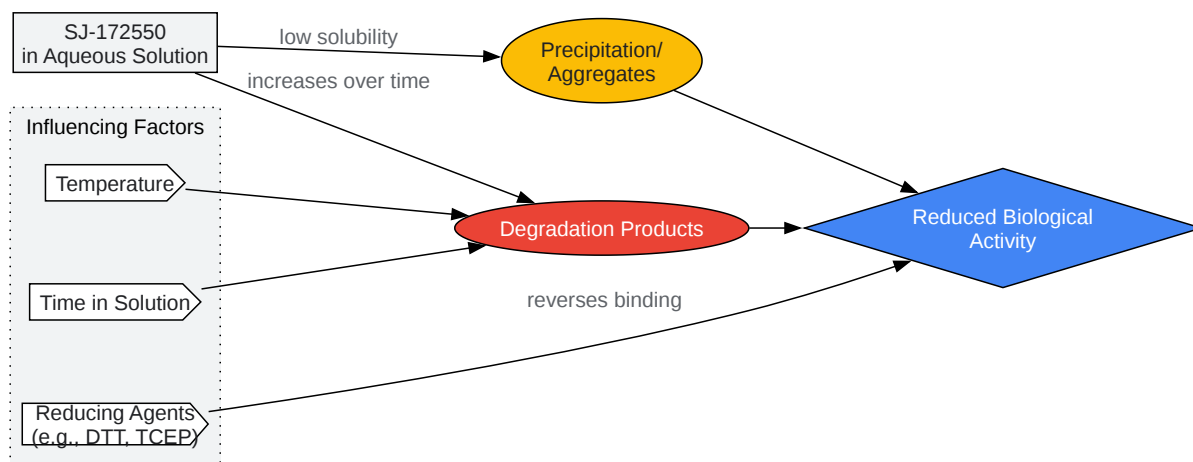 SJ-172550
in Aqueous Solution
low solubility
increases over time
Precipitation/
Aggregates
Influencing Factors
Temperature
Time in Solution
Reducing Agents
(e.g., DTT, TCEP)
Degradation Products
reverses binding
Reduced Biological
Activity